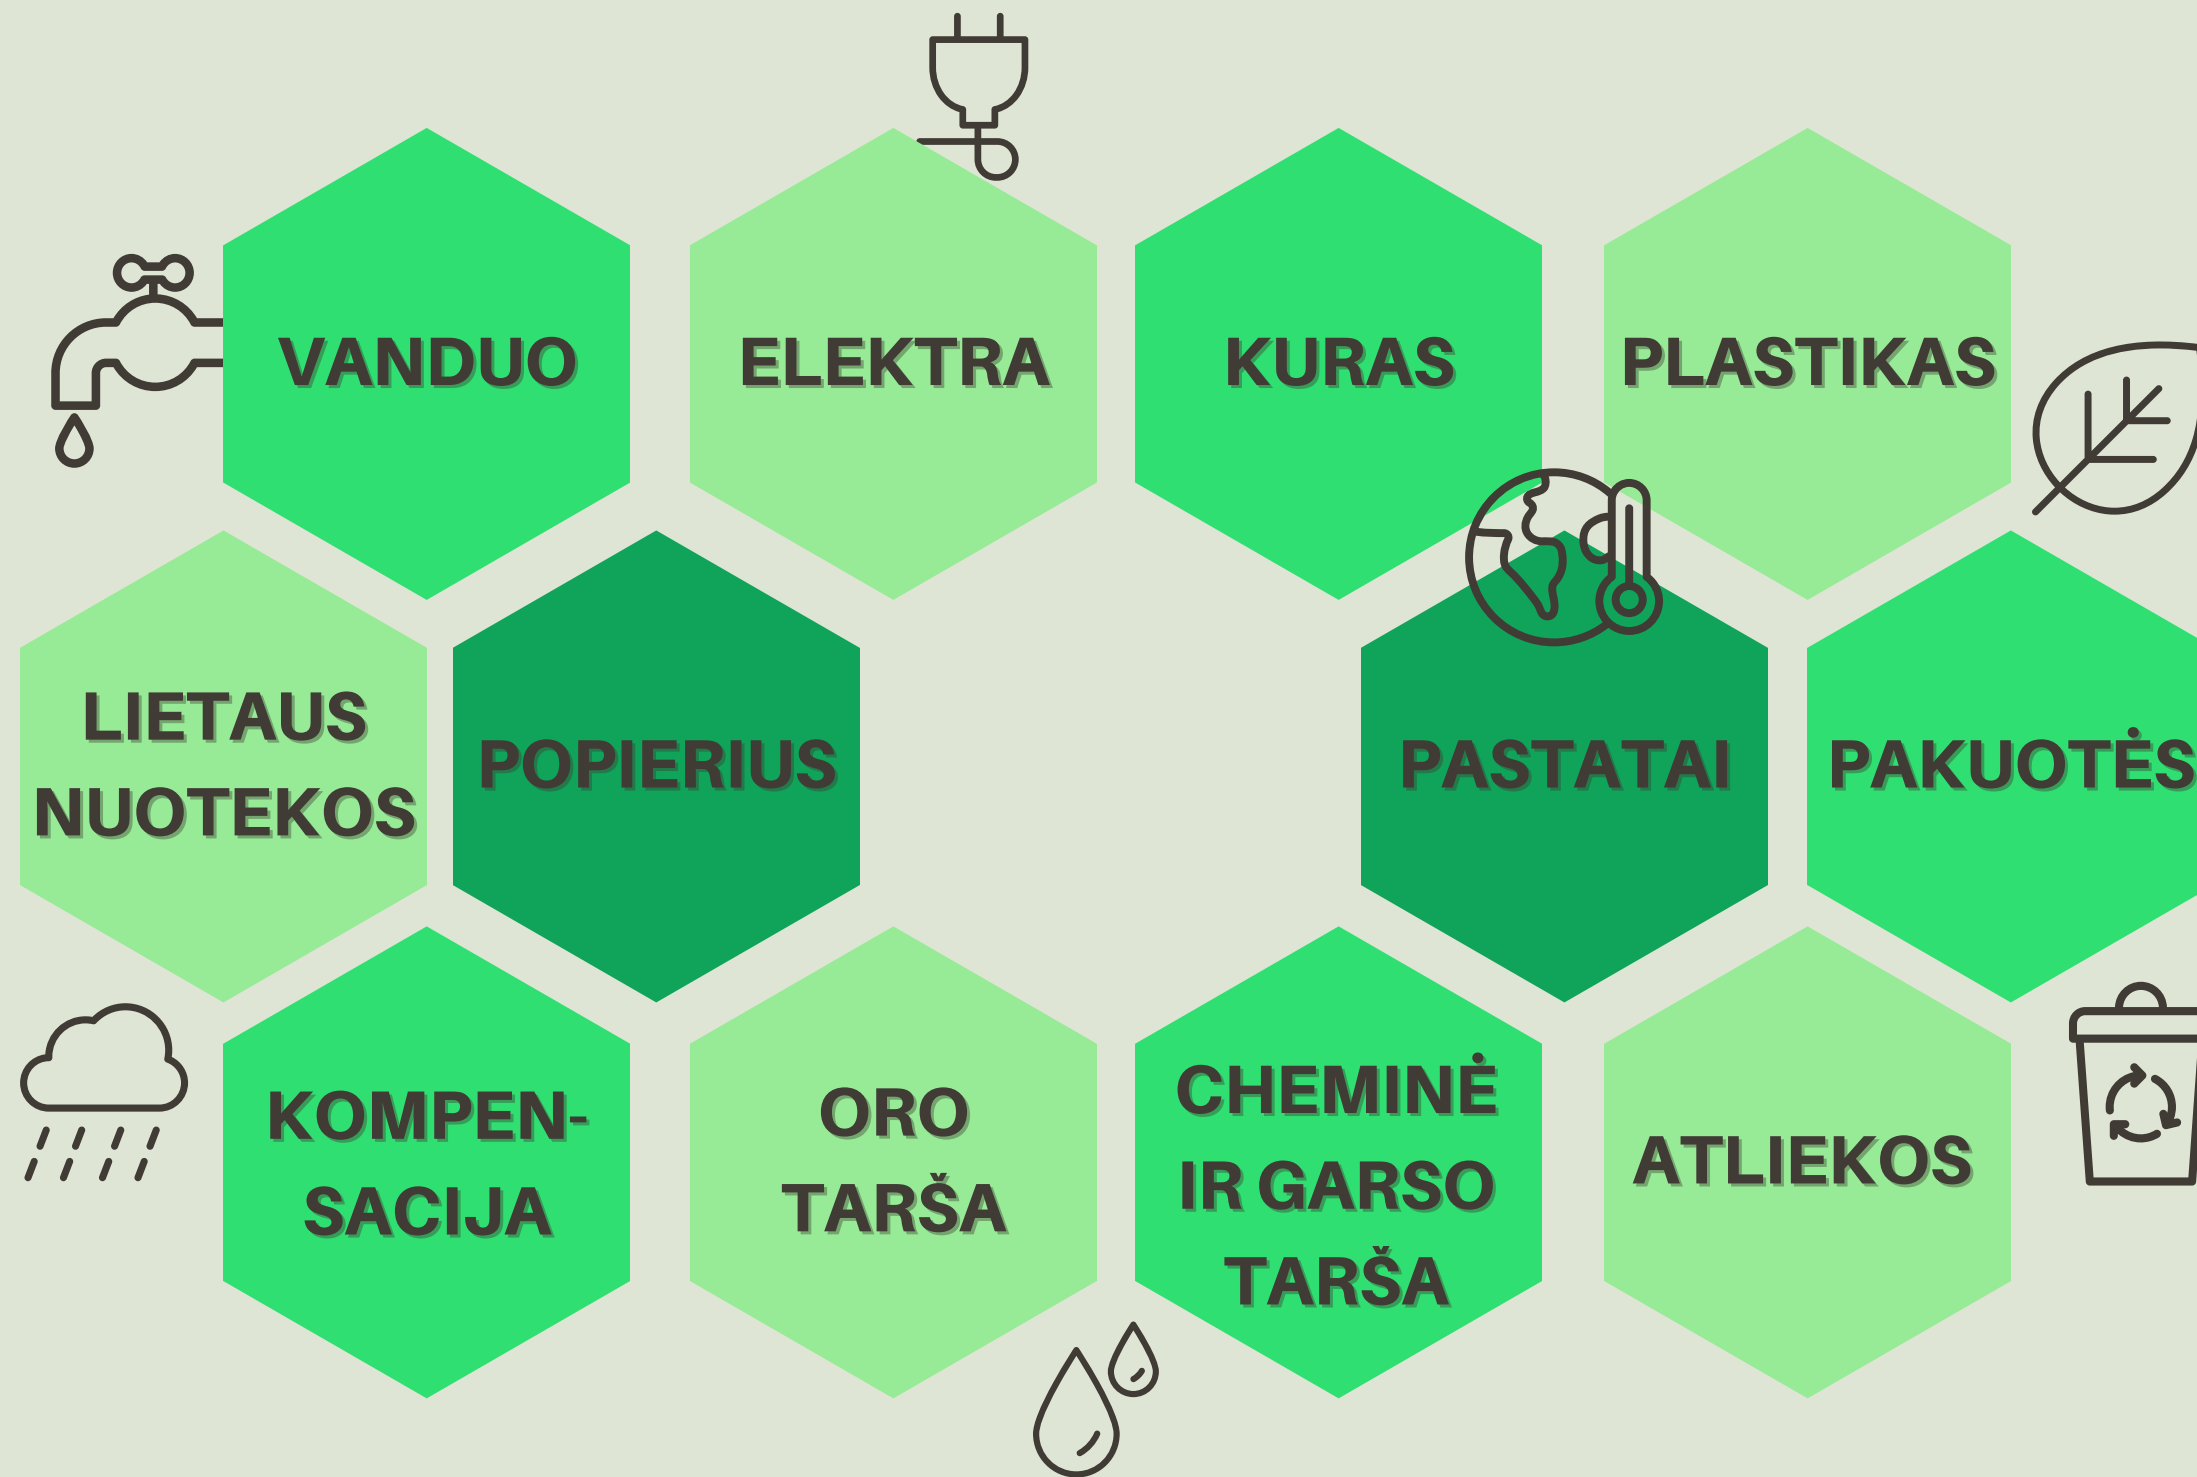 VANDUO
ELEKTRA
KURAS
PLASTIKAS
LIETAUS
NUOTEKOS
POPIERIUS
PASTATAI
PAKUOTĖS
KOMPEN-
SACIJA
ORO
TARŠA
CHEMINĖ
IR GARSO
TARŠA
ATLIEKOS